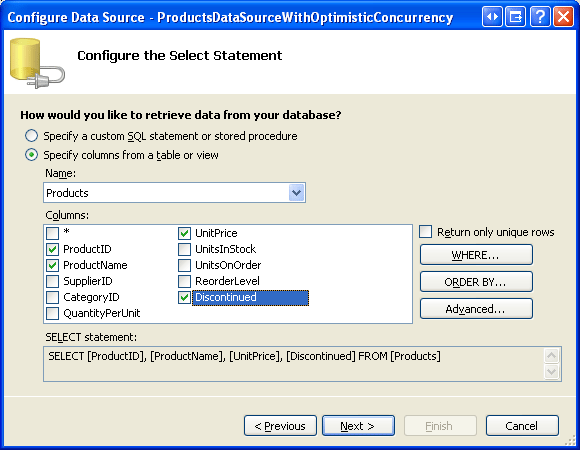 Configure Data Source - ProductsDataSourceWithOptimisticConcurrency
Configure the Select Statement
How would you like to retrieve data from your database?
Specify a custom SQL statement or stored procedure
Specify columns from a table or view
Name:
Products
Columns:
*
ProductID
ProductName
SupplierID
CategoryID
QuantityPerUnit
UnitPrice
UnitsInStock
UnitsOnOrder
ReorderLevel
Discontinued
Return only unique rows
WHERE...
ORDER BY...
Advanced...
SELECT statement:
SELECT [ProductID], [ProductName], [UnitPrice], [Discontinued] FROM [Products]
< Previous
Next >
Finish
Cancel